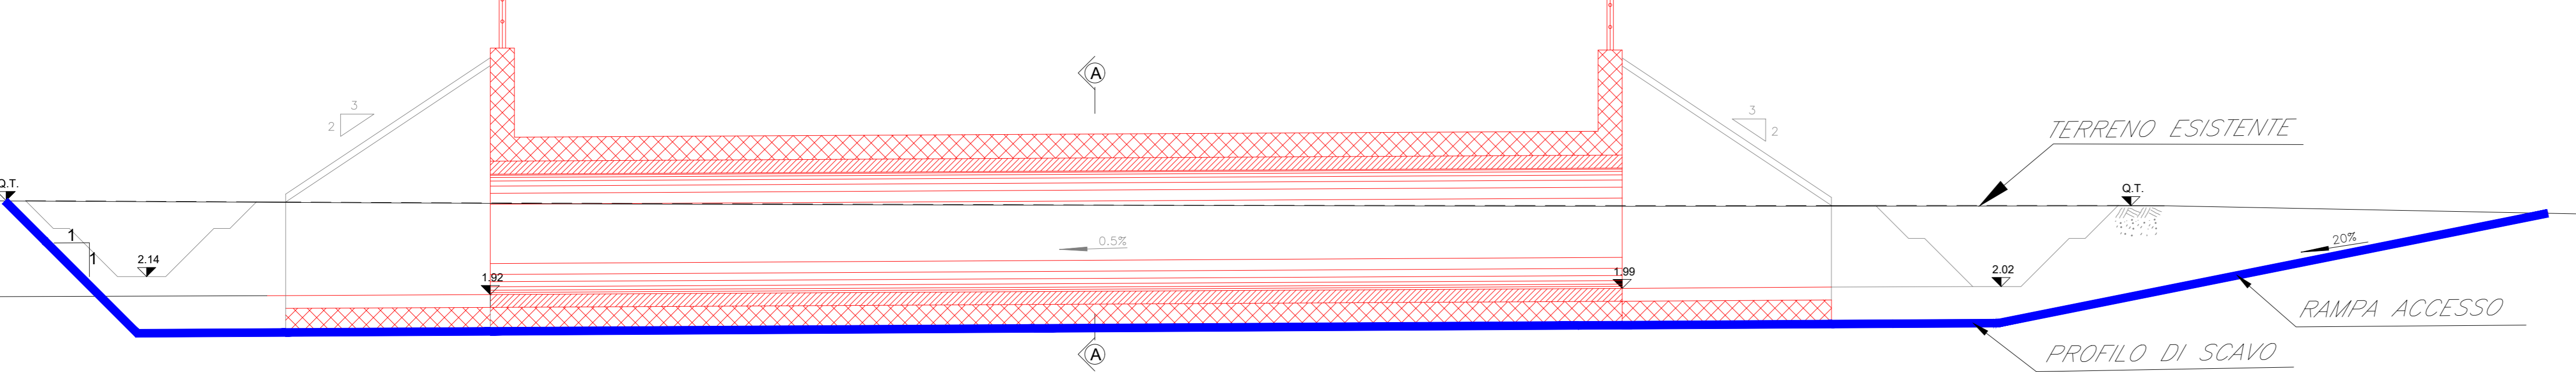 A
3
2
3
2
TERRENO ESISTENTE
Q.T.
Q.T.
1
1
2.14
0.5%
20%
1.92
1.99
2.02
RAMPA ACCESSO
A
PROFILO DI SCAVO